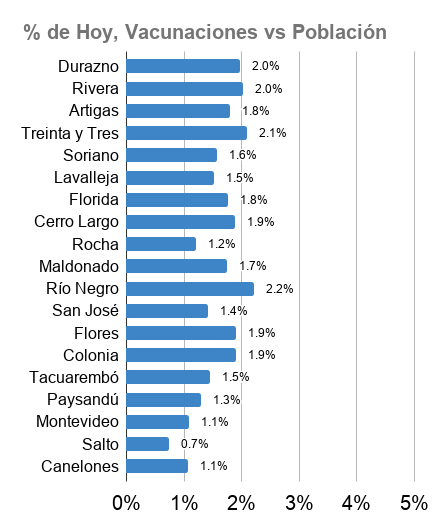 % de Hoy, Vacunaciones vs Población
Durazno 2.0%
Rivera 2.0%
Artigas 1.8%
Treinta y Tres 2.1%
Soriano 1.6%
Lavalleja 1.5%
Florida 1.8%
Cerro Largo 1.9%
Rocha 1.2%
Maldonado 1.7%
Río Negro 2.2%
San José 1.4%
Flores 1.9%
Colonia 1.9%
Tacuarembó 1.5%
Paysandú 1.3%
Montevideo 1.1%
Salto 0.7%
Canelones 1.1%
0% 1% 2% 3% 4% 5%